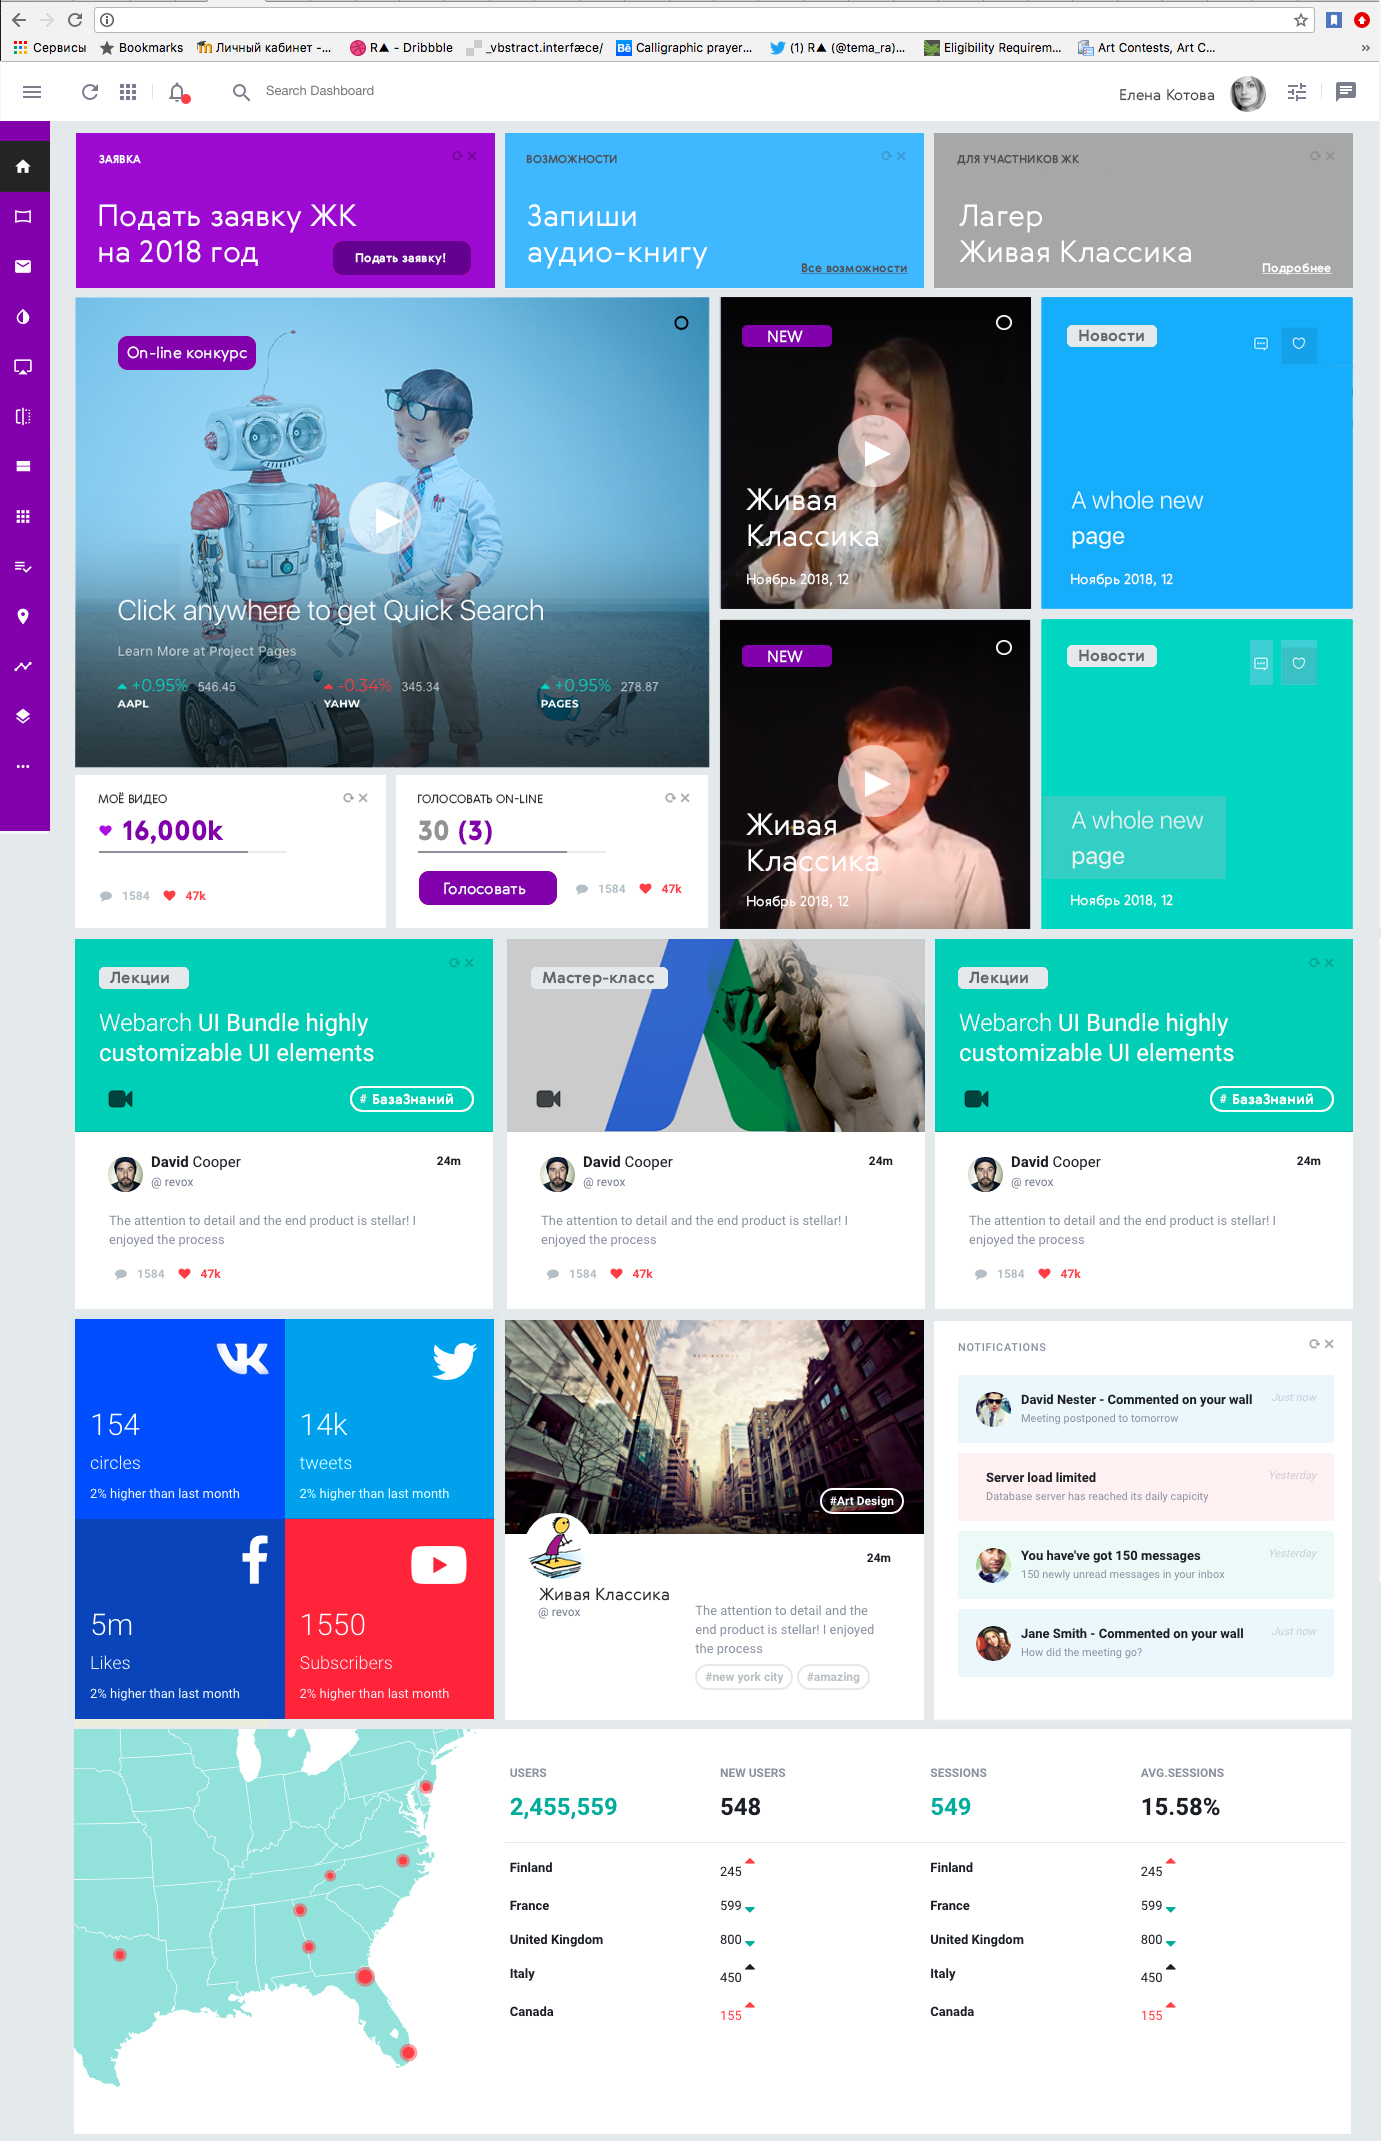 Сервисы
Bookmarks
Личный кабинет -...
R▲ - Dribbble
_vbstract.interfæce/
Calligraphic prayer...
(1) R▲ (@tema_ra)...
Eligibility Requirem...
Art Contests, Art C...
Search Dashboard
Елена Котова
ЗАЯВКА
Подать заявку ЖК
на 2018 год
Подать заявку!
ВОЗМОЖНОСТИ
Запиши
аудио-книгу
Все возможности
ДЛЯ УЧАСТНИКОВ ЖК
Лагер
Живая Классика
Подробнее
On-line конкурс
Click anywhere to get Quick Search
Learn More at Project Pages
+0.95% 546.45
AAPL
-0.34% 345.34
YAHW
+0.95% 278.87
PAGES
NEW
Живая
Классика
Ноябрь 2018, 12
Новости
A whole new
page
Ноябрь 2018, 12
NEW
Живая
Классика
Ноябрь 2018, 12
Новости
A whole new
page
Ноябрь 2018, 12
МОЁ ВИДЕО
16,000k
1584 47k
ГОЛОСОВАТЬ ON-LINE
30 (3)
Голосовать
1584 47k
Лекции
Webarch UI Bundle highly
customizable UI elements
# БазаЗнаний
David Cooper
24m
@ revox
The attention to detail and the end product is stellar! I
enjoyed the process
1584 47k
Мастер-класс
David Cooper
24m
@ revox
The attention to detail and the end product is stellar! I
enjoyed the process
1584 47k
Лекции
Webarch UI Bundle highly
customizable UI elements
# БазаЗнаний
David Cooper
24m
@ revox
The attention to detail and the end product is stellar! I
enjoyed the process
1584 47k
154
circles
2% higher than last month
14k
tweets
2% higher than last month
5m
Likes
2% higher than last month
1550
Subscribers
2% higher than last month
#Art Design
24m
Живая Классика
@ revox
The attention to detail and the
end product is stellar! I enjoyed
the process
#new york city
#amazing
NOTIFICATIONS
David Nester - Commented on your wall
Just now
Meeting postponed to tomorrow
Server load limited
Yesterday
Database server has reached its daily capicity
You have've got 150 messages
Yesterday
150 newly unread messages in your inbox
Jane Smith - Commented on your wall
Just now
How did the meeting go?
USERS NEW USERS SESSIONS AVG.SESSIONS
2,455,559 548 549 15.58%
Finland 245 Finland 245
France 599 France 599
United Kingdom 800 United Kingdom 800
Italy 450 Italy 450
Canada 155 Canada 155